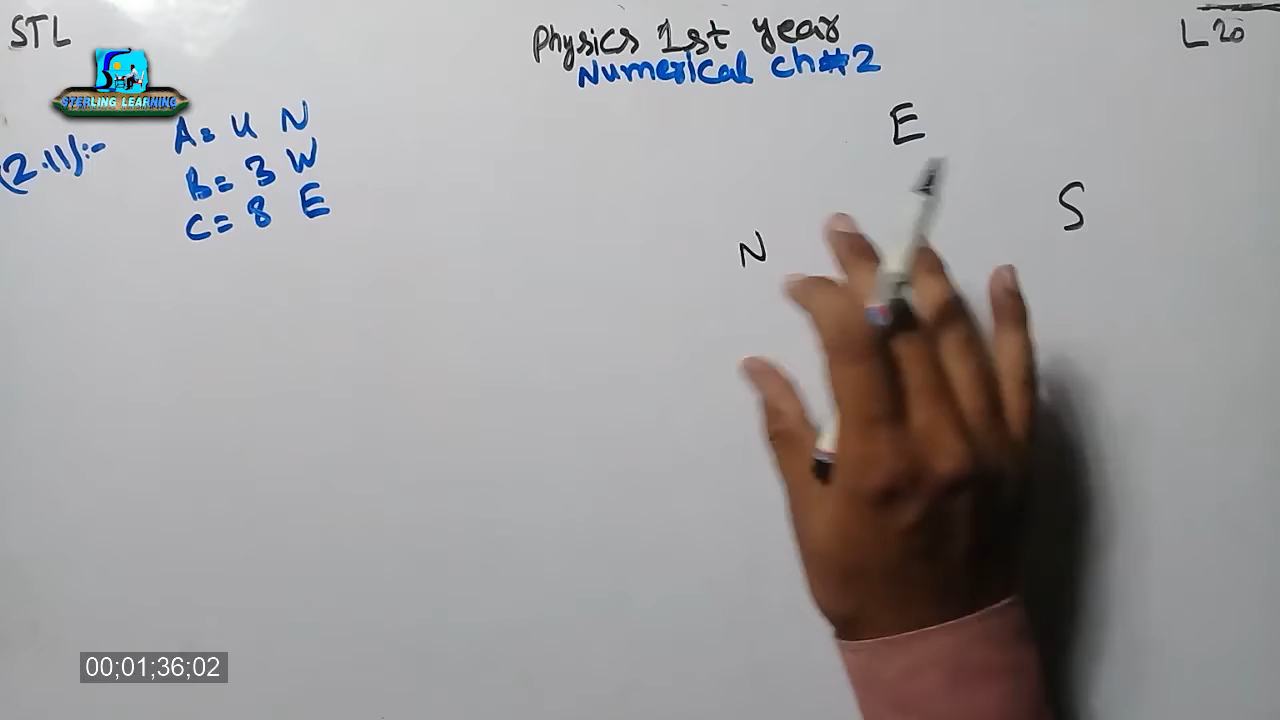 STL
Physics 1st year
L 20
Numerical Ch#2
STERLING LEARNING
(2.11):-
A= 4 N
B= 3 W
C= 8 E
E
S
N
00;01;36;02